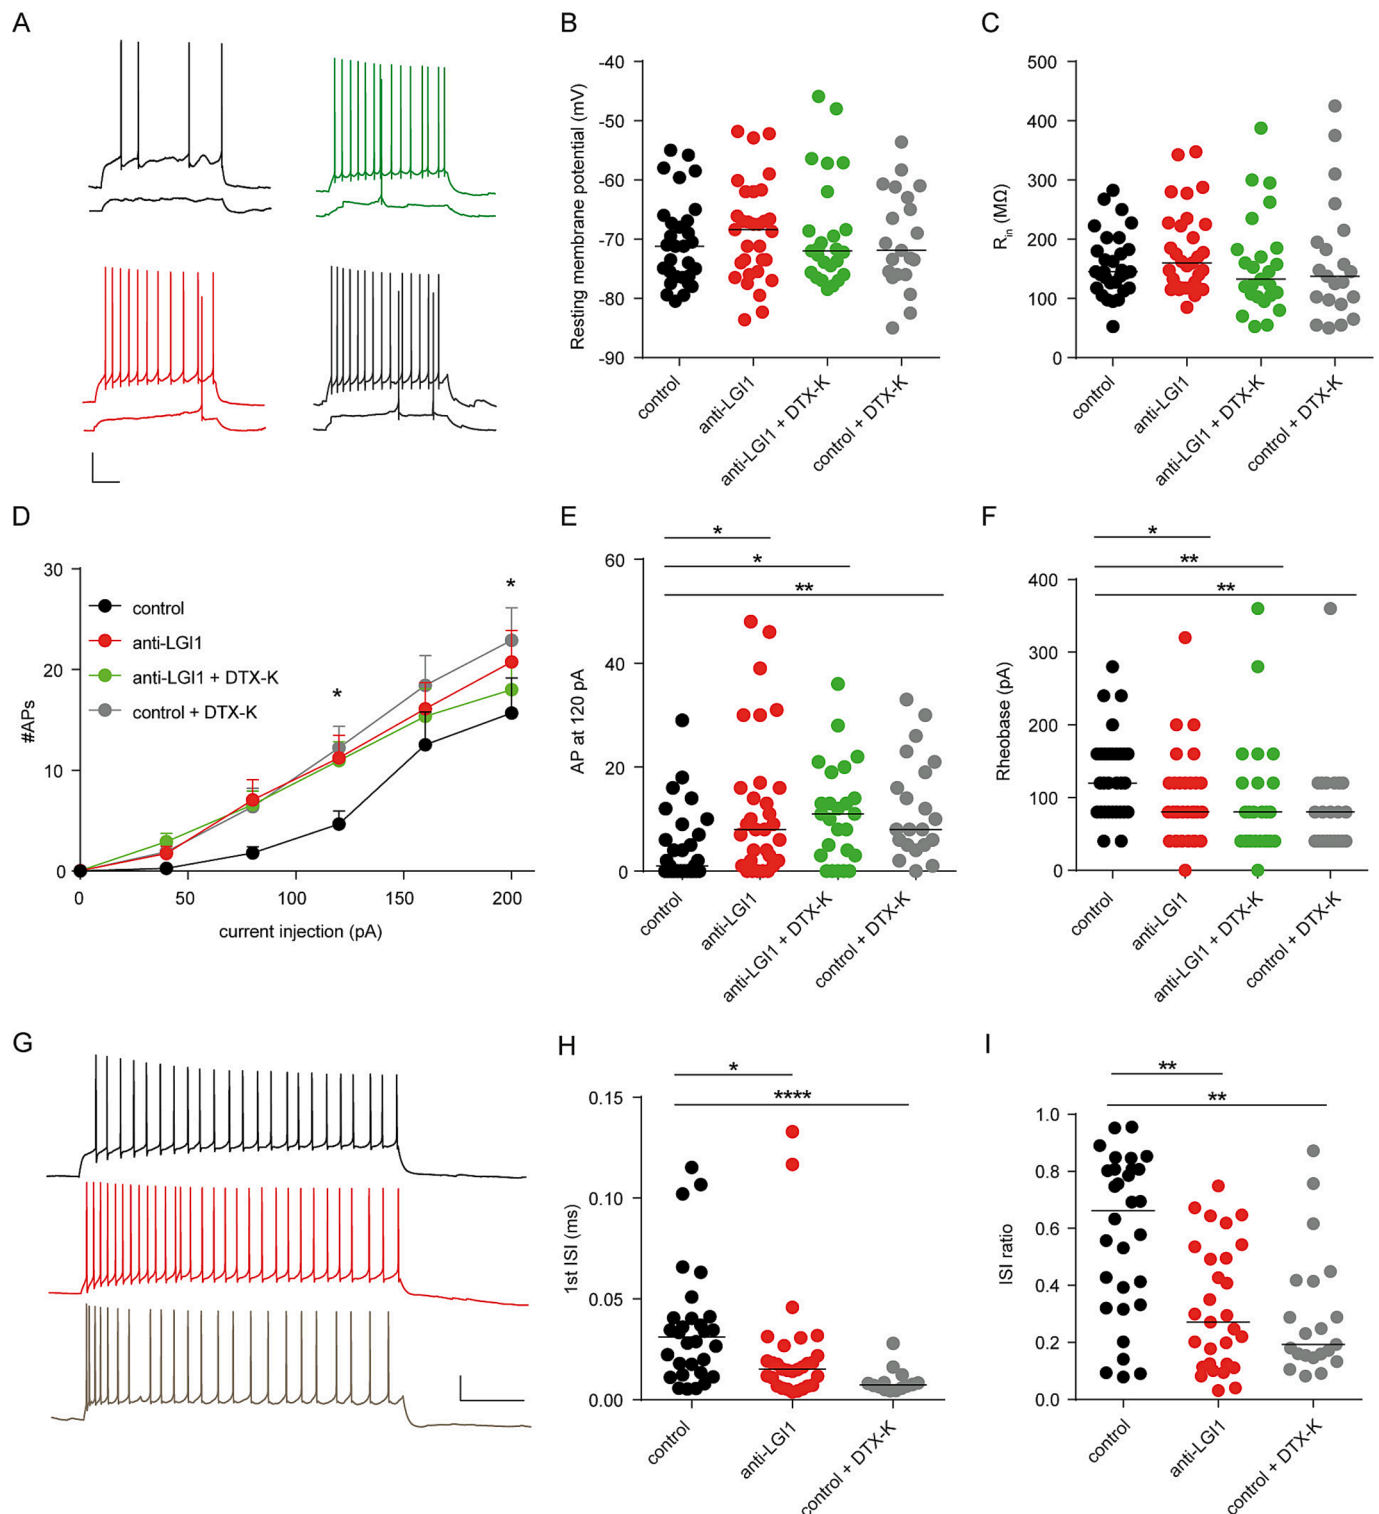 A
B
C
Resting membrane potential (mV)
-40
-50
-60
-70
-80
-90
control
anti-LGI1
anti-LGI1 + DTX-K
control + DTX-K
Rin (MΩ)
500
400
300
200
100
0
control
anti-LGI1
anti-LGI1 + DTX-K
control + DTX-K
D
E
F
#APs
30
20
10
0
control
anti-LGI1
anti-LGI1 + DTX-K
control + DTX-K
*
*
0
50
100
150
200
current injection (pA)
*
*
**
AP at 120 pA
60
40
20
0
control
anti-LGI1
anti-LGI1 + DTX-K
control + DTX-K
*
**
**
Rheobase (pA)
400
300
200
100
0
control
anti-LGI1
anti-LGI1 + DTX-K
control + DTX-K
G
H
I
*
****
1st ISI (ms)
0.15
0.10
0.05
0.00
control
anti-LGI1
control + DTX-K
**
**
ISI ratio
1.0
0.8
0.6
0.4
0.2
0.0
control
anti-LGI1
control + DTX-K